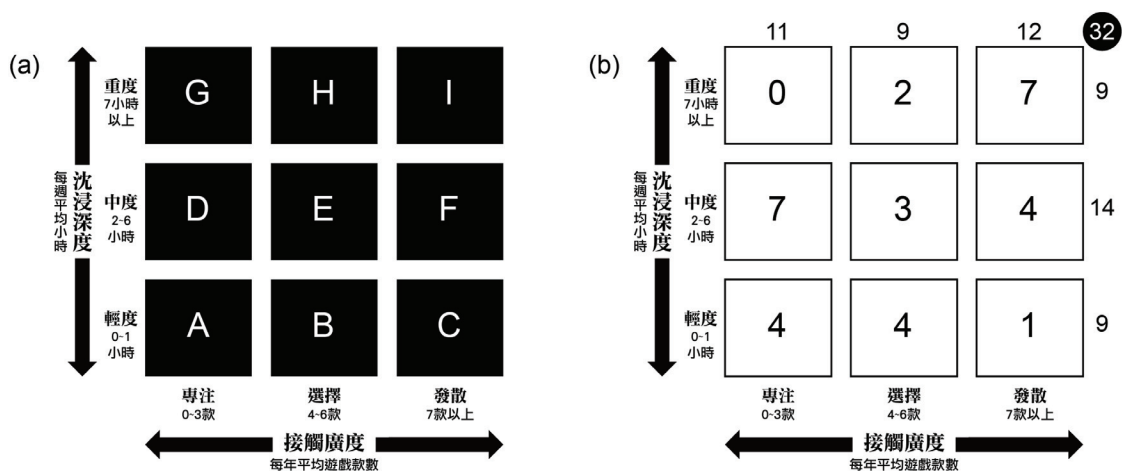 (a)
沈浸深度
每週平均小時
重度
7小時
以上
G H I
中度
2~6
小時
D E F
輕度
0~1
小時
A B C
專注 選擇 發散
0~3款 4~6款 7款以上
接觸廣度
每年平均遊戲款數
(b)
11 9 12 32
沈浸深度
每週平均小時
重度
7小時
以上
0 2 7 9
中度
2~6
小時
7 3 4 14
輕度
0~1
小時
4 4 1 9
專注 選擇 發散
0~3款 4~6款 7款以上
接觸廣度
每年平均遊戲款數